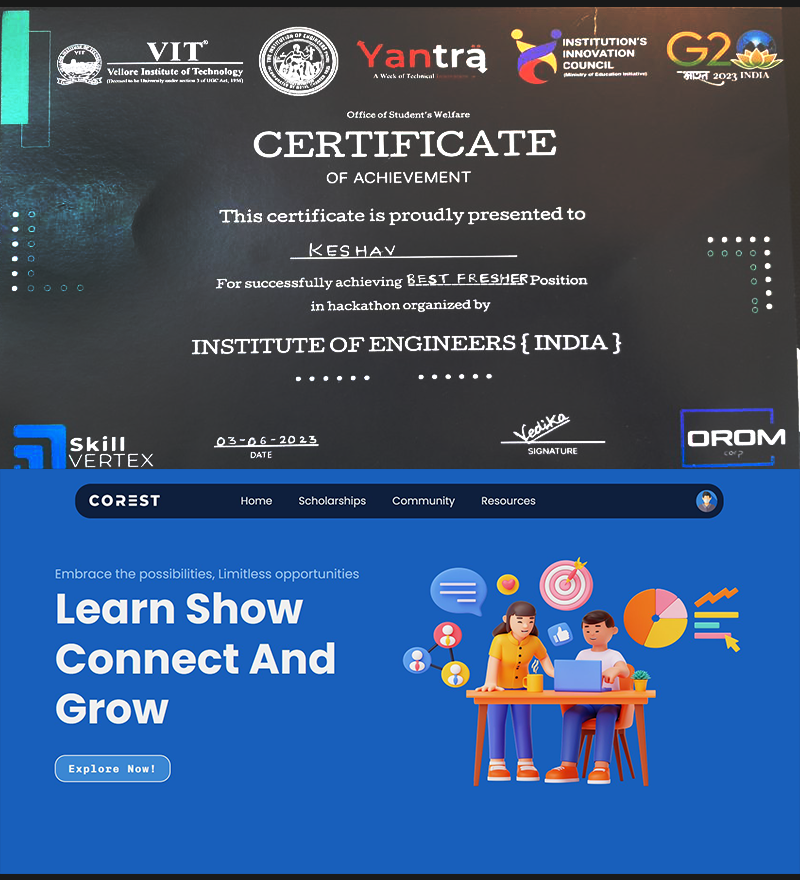 VIT®
Vellore Institute of Technology
(Deemed to be University under section 3 of UGC Act, 1956)
Yantra
A Week of Technical
INSTITUTION'S
INNOVATION
COUNCIL
(Ministry of Education Initiative)
G20
भारत 2023 INDIA
Office of Student's Welfare
CERTIFICATE
OF ACHIEVEMENT
This certificate is proudly presented to
KESHAV
For successfully achieving BEST FRESHER Position
in hackathon organized by
INSTITUTE OF ENGINEERS { INDIA }
Skill
VERTEX
03-06-2023
DATE
Vedika
SIGNATURE
OROM
corp
COREST
Home Scholarships Community Resources
Embrace the possibilities, Limitless opportunities
Learn Show
Connect And
Grow
Explore Now!